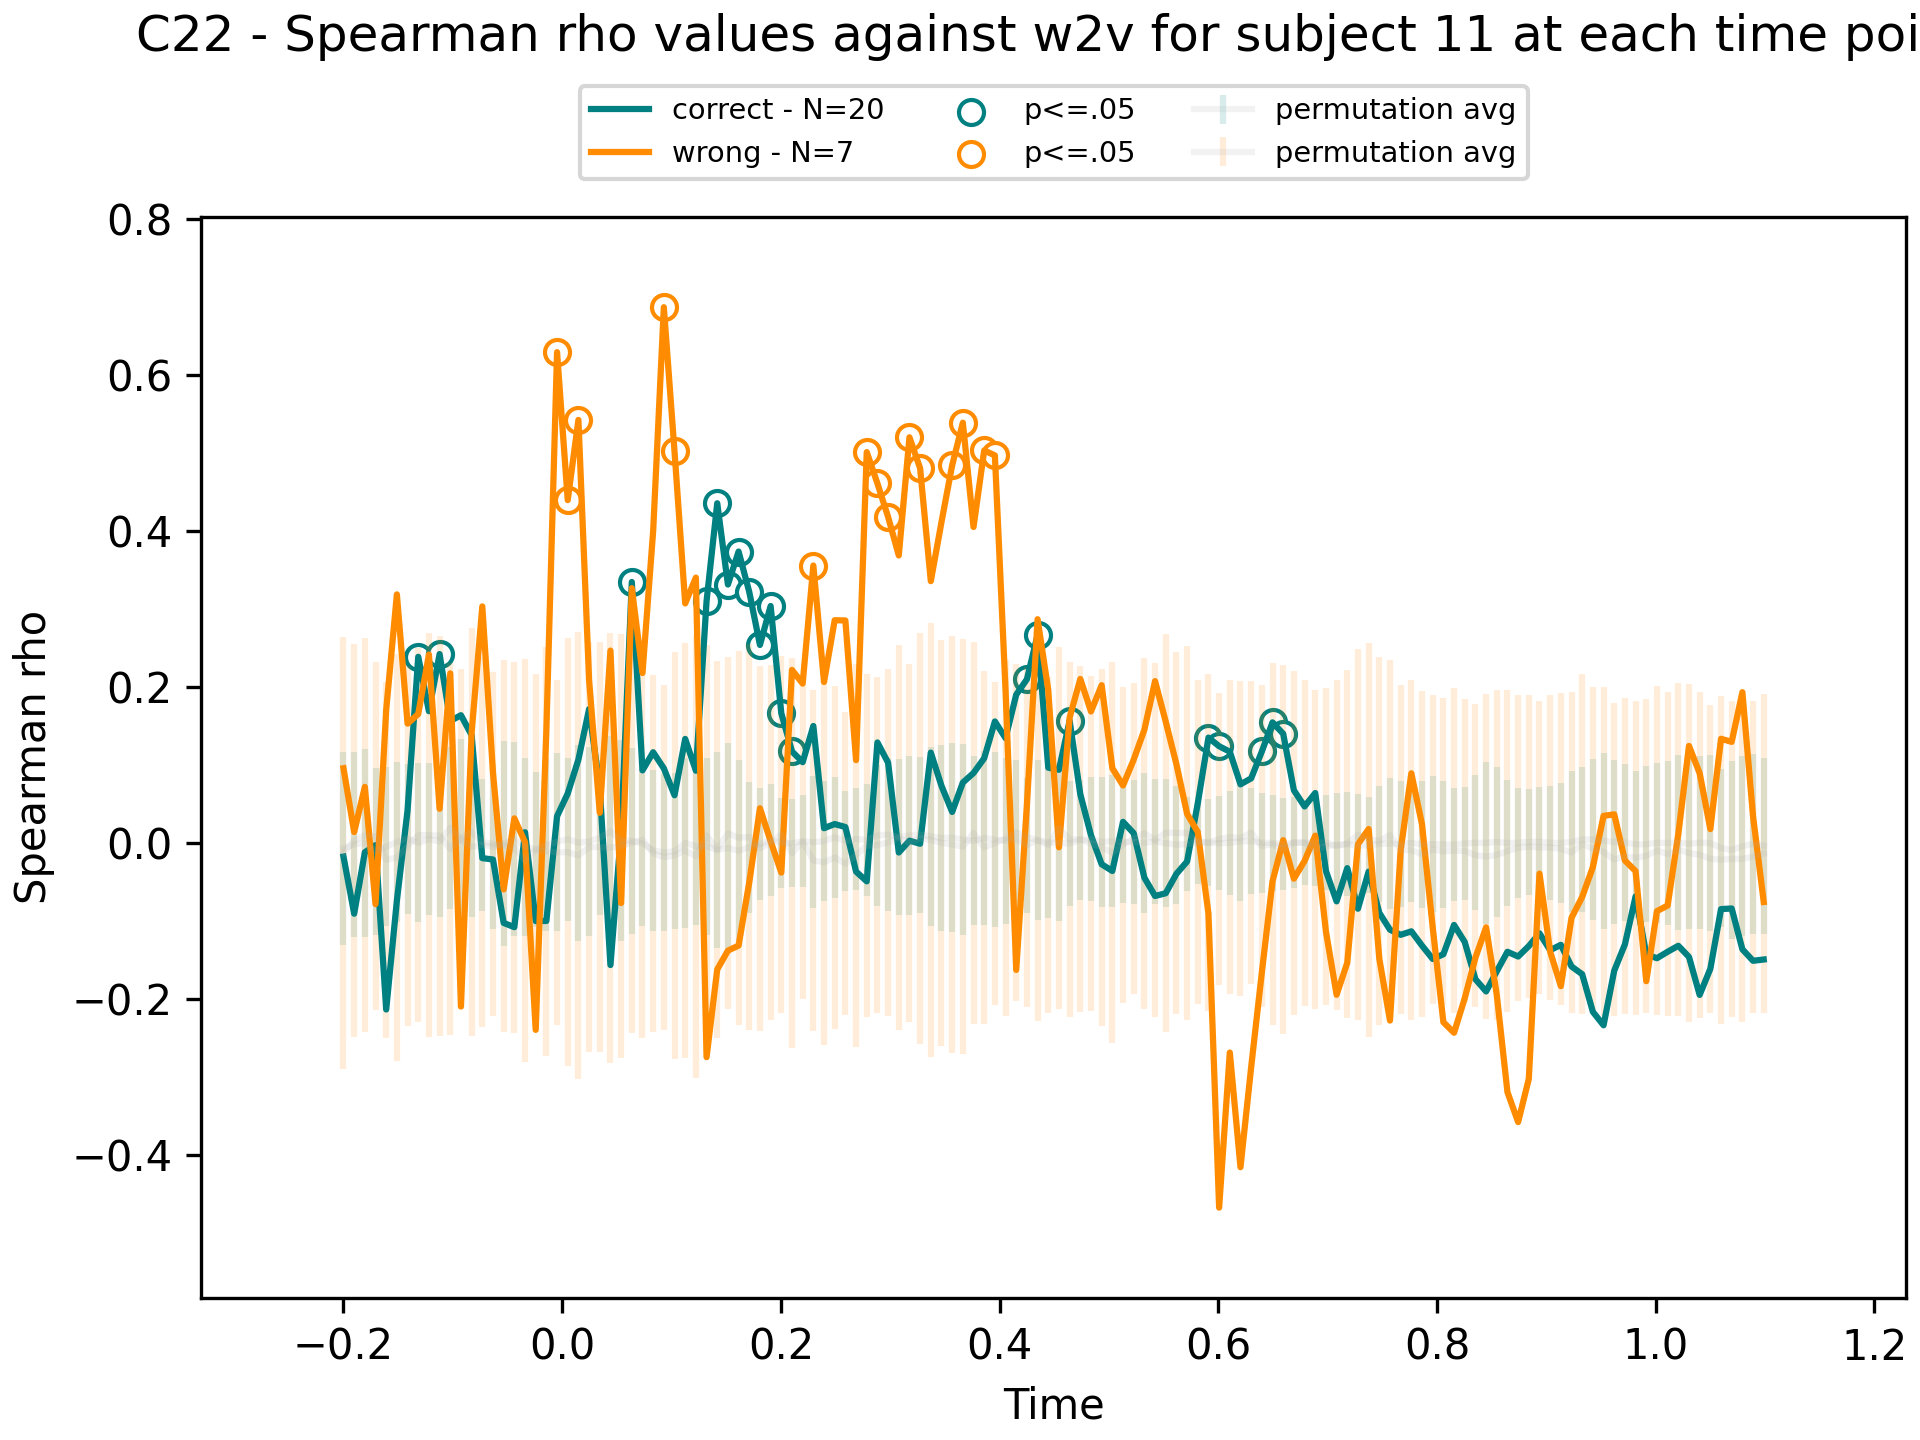 C22 - Spearman rho values against w2v for subject 11 at each time poi
correct - N=20
wrong - N=7
p<=.05
p<=.05
permutation avg
permutation avg
0.8
0.6
0.4
0.2
0.0
−0.2
−0.4
Spearman rho
−0.2 0.0 0.2 0.4 0.6 0.8 1.0 1.2
Time